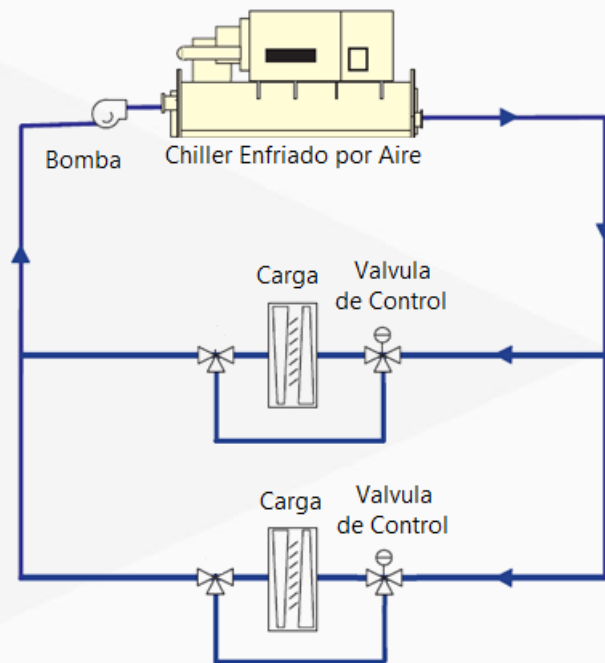 Bomba
Chiller Enfriado por Aire
Carga
Valvula
de Control
Carga
Valvula
de Control